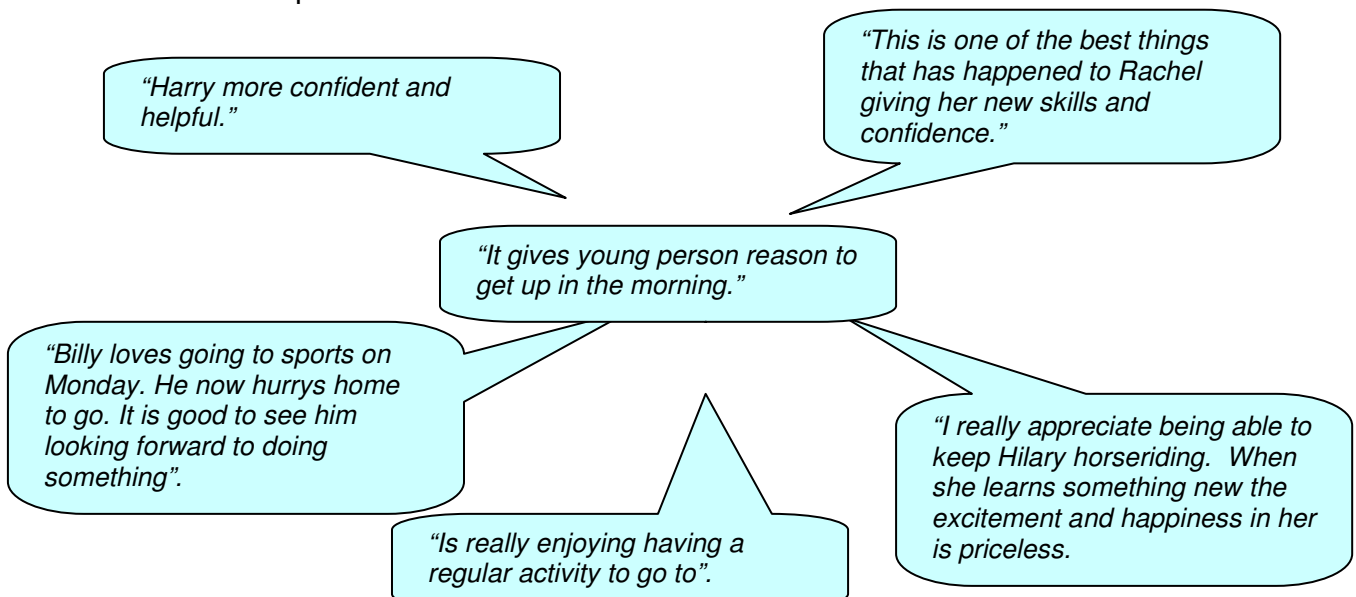 “Harry more confident and
helpful.”
“This is one of the best things
that has happened to Rachel
giving her new skills and
confidence.”
“It gives young person reason to
get up in the morning.”
“Billy loves going to sports on
Monday. He now hurrys home
to go. It is good to see him
looking forward to doing
something”.
“I really appreciate being able to
keep Hilary horseriding.  When
she learns something new the
excitement and happiness in her
is priceless.
“Is really enjoying having a
regular activity to go to”.